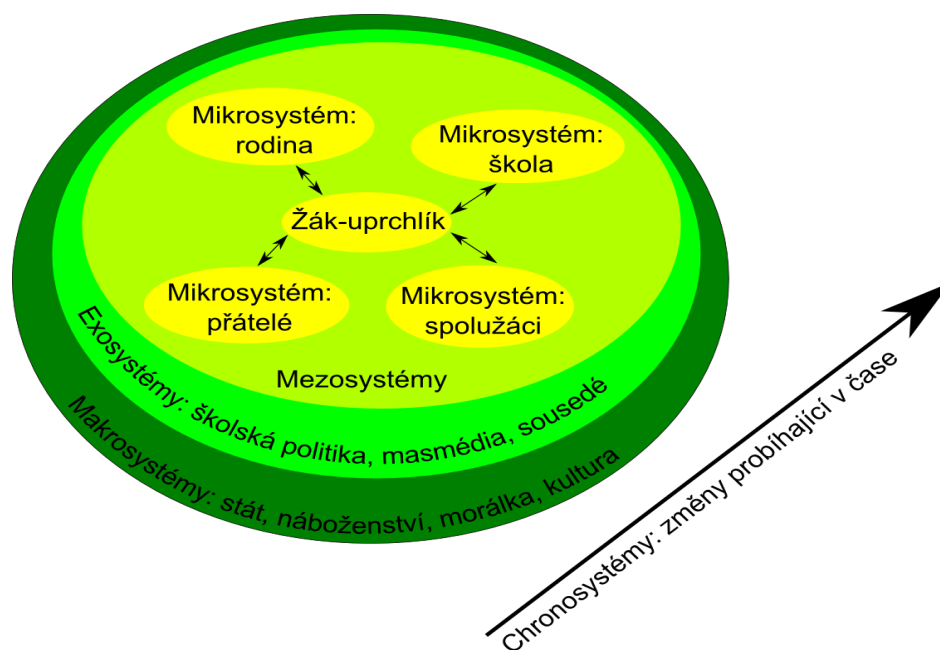 Mikrosystém:
rodina
Mikrosystém:
škola
Žák-uprchlík
Mikrosystém:
přátelé
Mikrosystém:
spolužáci
Mezosystémy
Exosystémy: školská politika, masmédia, sousedé
Makrosystémy: stát, náboženství, morálka, kultura
Chronosystémy: změny probíhající v čase